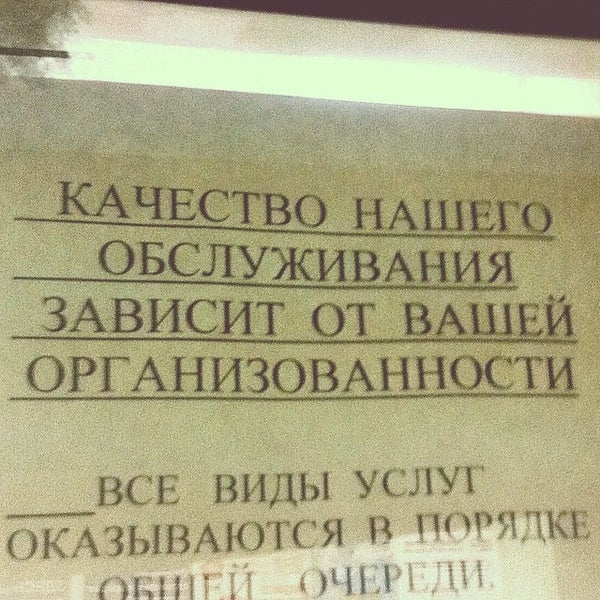 КАЧЕСТВО НАШЕГО
ОБСЛУЖИВАНИЯ
ЗАВИСИТ ОТ ВАШЕЙ
ОРГАНИЗОВАННОСТИ
ВСЕ ВИДЫ УСЛУГ
ОКАЗЫВАЮТСЯ В ПОРЯДКЕ
ОБЩЕЙ ОЧЕРЕДИ.